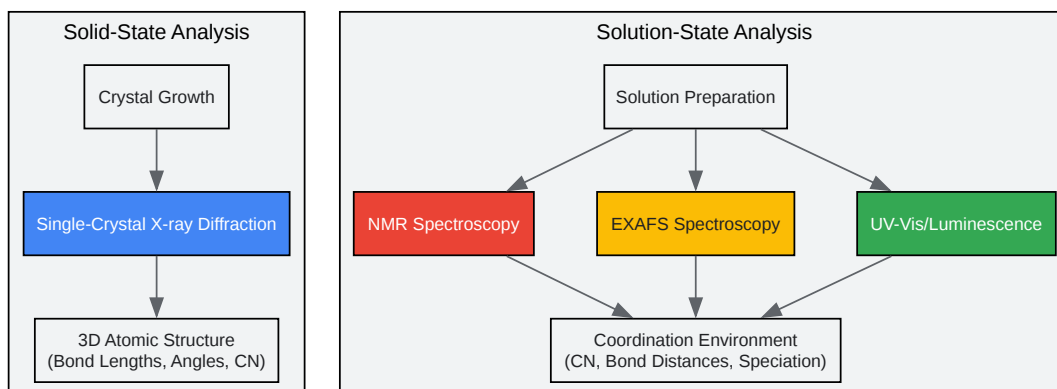 Solid-State Analysis
Crystal Growth
Single-Crystal X-ray Diffraction
3D Atomic Structure
(Bond Lengths, Angles, CN)
Solution-State Analysis
Solution Preparation
NMR Spectroscopy
EXAFS Spectroscopy
UV-Vis/Luminescence
Coordination Environment
(CN, Bond Distances, Speciation)